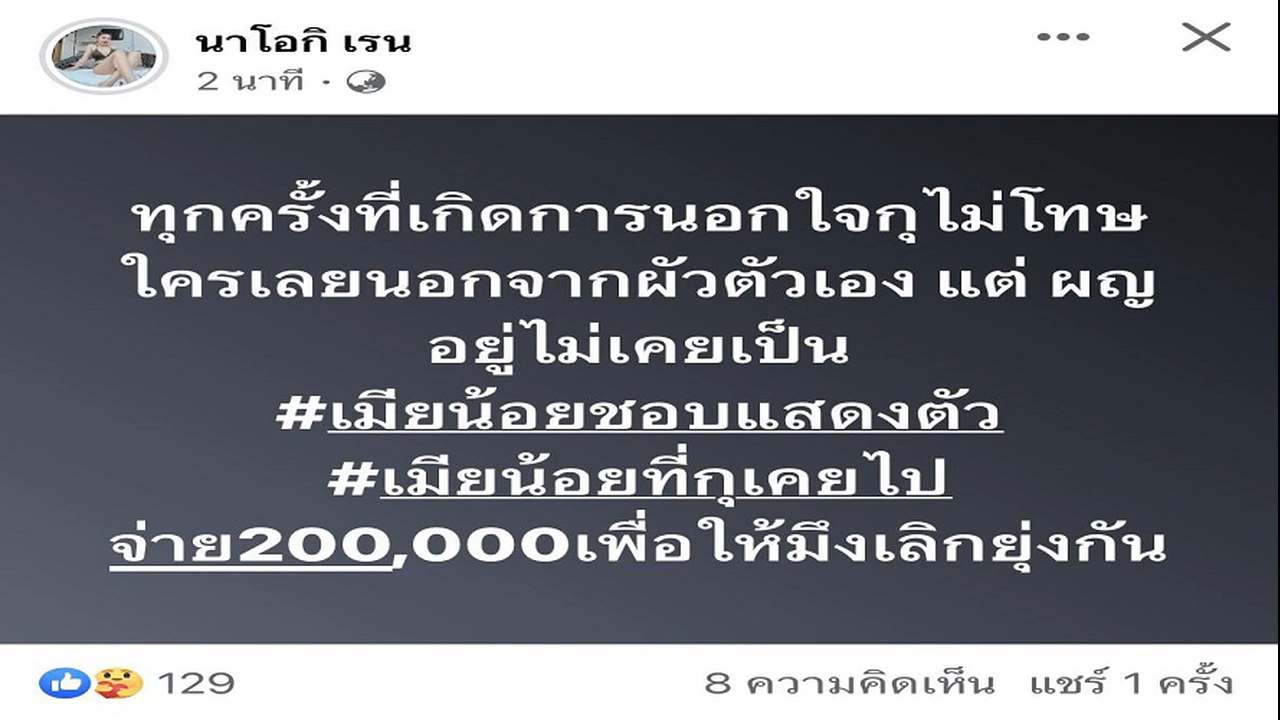 นาโอกิ เรน
2 นาที ·
ทุกครั้งที่เกิดการนอกใจกุไม่โทษ
ใครเลยนอกจากผัวตัวเอง แต่ ผญ
อยู่ไม่เคยเป็น
#เมียน้อยชอบแสดงตัว
#เมียน้อยที่กุเคยไป
จ่าย200,000เพื่อให้มึงเลิกยุ่งกัน
129
8 ความคิดเห็น แชร์ 1 ครั้ง